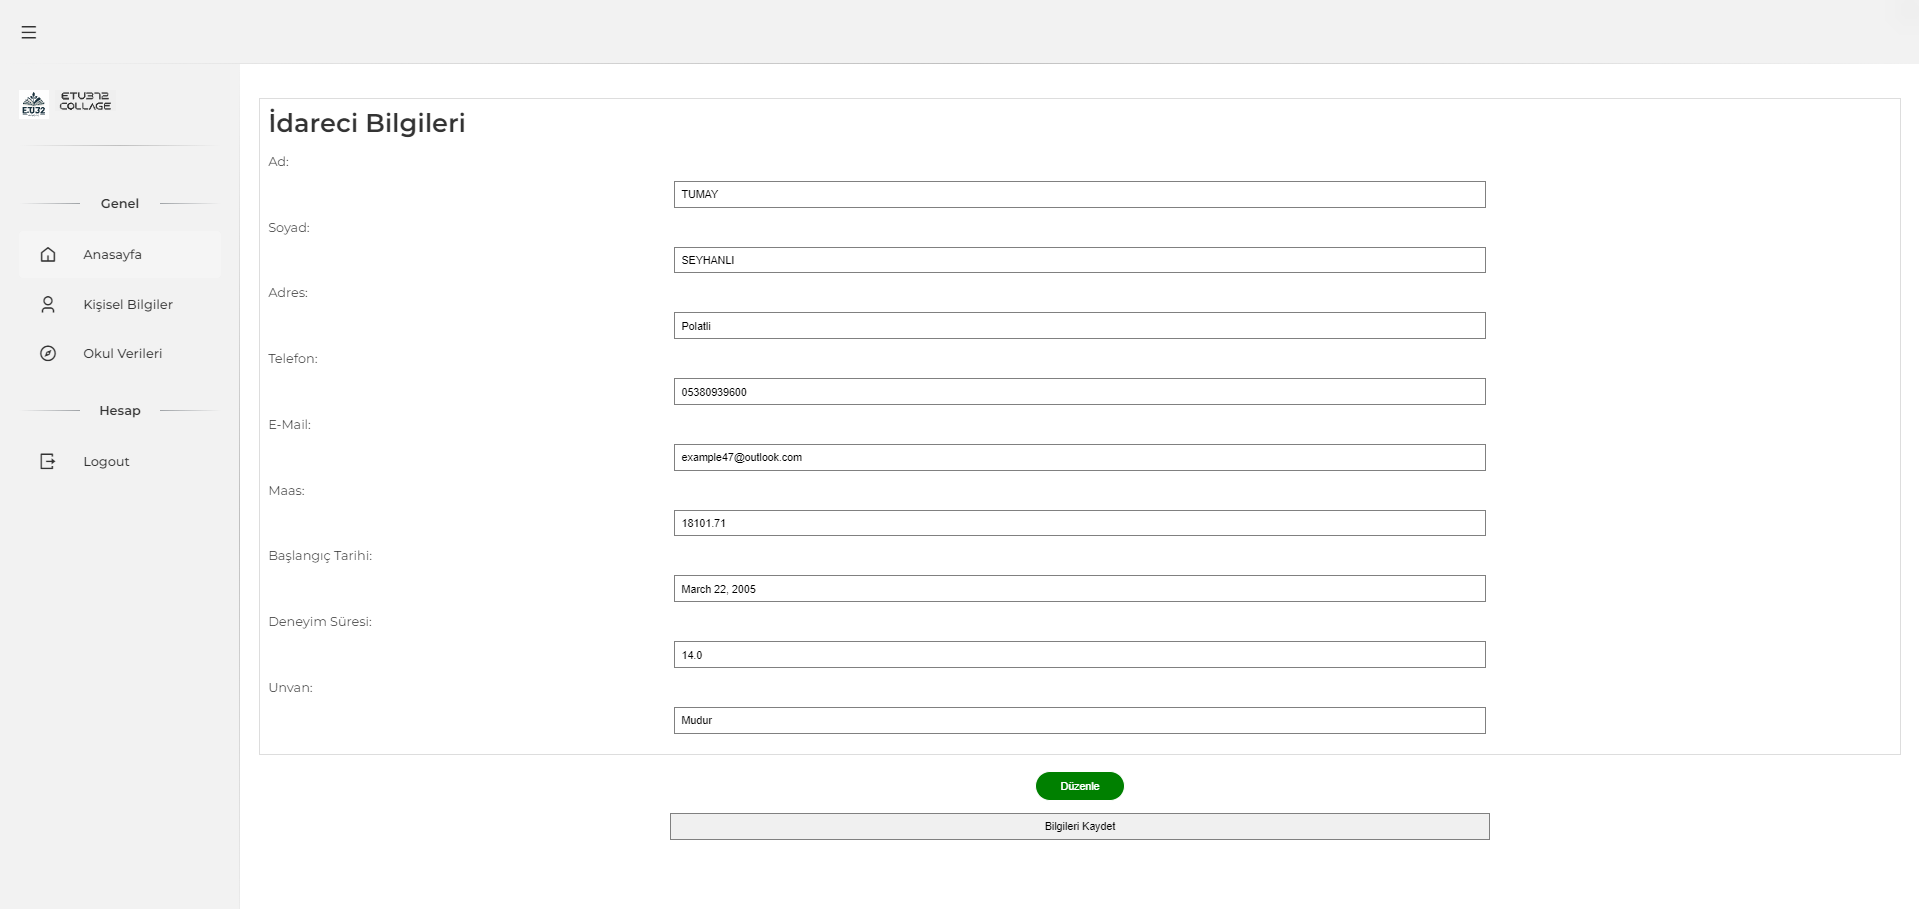 ETU372
COLLAGE
E.U32
Genel
Anasayfa
Kişisel Bilgiler
Okul Verileri
Hesap
Logout
İdareci Bilgileri
Ad:
TUMAY
Soyad:
SEYHANLI
Adres:
Polatli
Telefon:
05380939600
E-Mail:
example47@outlook.com
Maas:
18101.71
Başlangıç Tarihi:
March 22, 2005
Deneyim Süresi:
14.0
Unvan:
Mudur
Düzenle
Bilgileri Kaydet